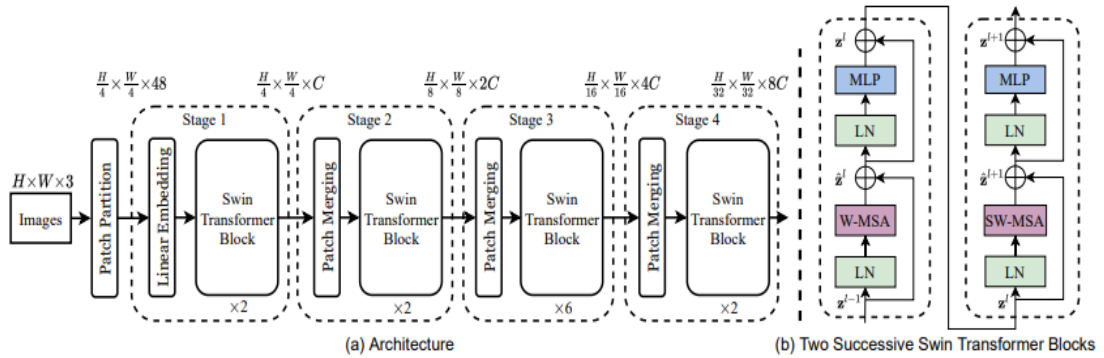 H×W×3
Images
Patch Partition
H/4 × W/4 × 48
Stage 1
Linear Embedding
Swin
Transformer
Block
×2
H/4 × W/4 × C
Stage 2
Patch Merging
Swin
Transformer
Block
×2
H/8 × W/8 × 2C
Stage 3
Patch Merging
Swin
Transformer
Block
×6
H/16 × W/16 × 4C
Stage 4
Patch Merging
Swin
Transformer
Block
×2
H/32 × W/32 × 8C
(a) Architecture
z^l
MLP
LN
ẑ^l
W-MSA
LN
z^{l-1}
z^{l+1}
MLP
LN
ẑ^{l+1}
SW-MSA
LN
z^l
(b) Two Successive Swin Transformer Blocks